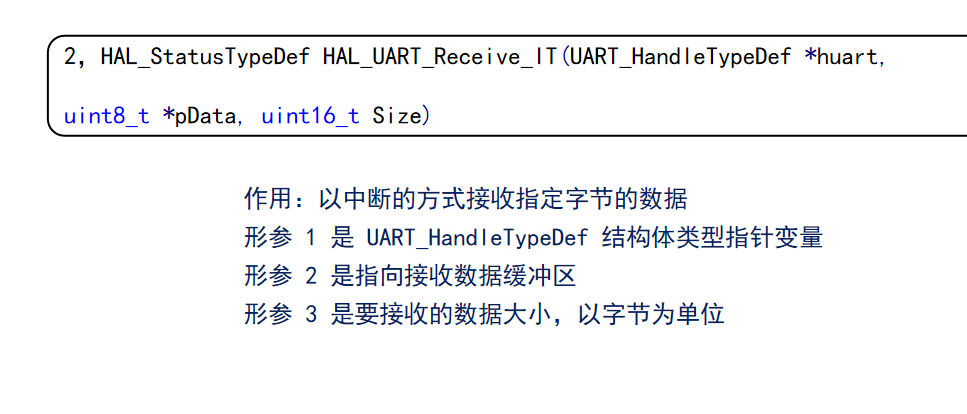 2，HAL_StatusTypeDef HAL_UART_Receive_IT(UART_HandleTypeDef *huart,
uint8_t *pData, uint16_t Size)
作用：以中断的方式接收指定字节的数据
形参 1 是 UART_HandleTypeDef 结构体类型指针变量
形参 2 是指向接收数据缓冲区
形参 3 是要接收的数据大小，以字节为单位